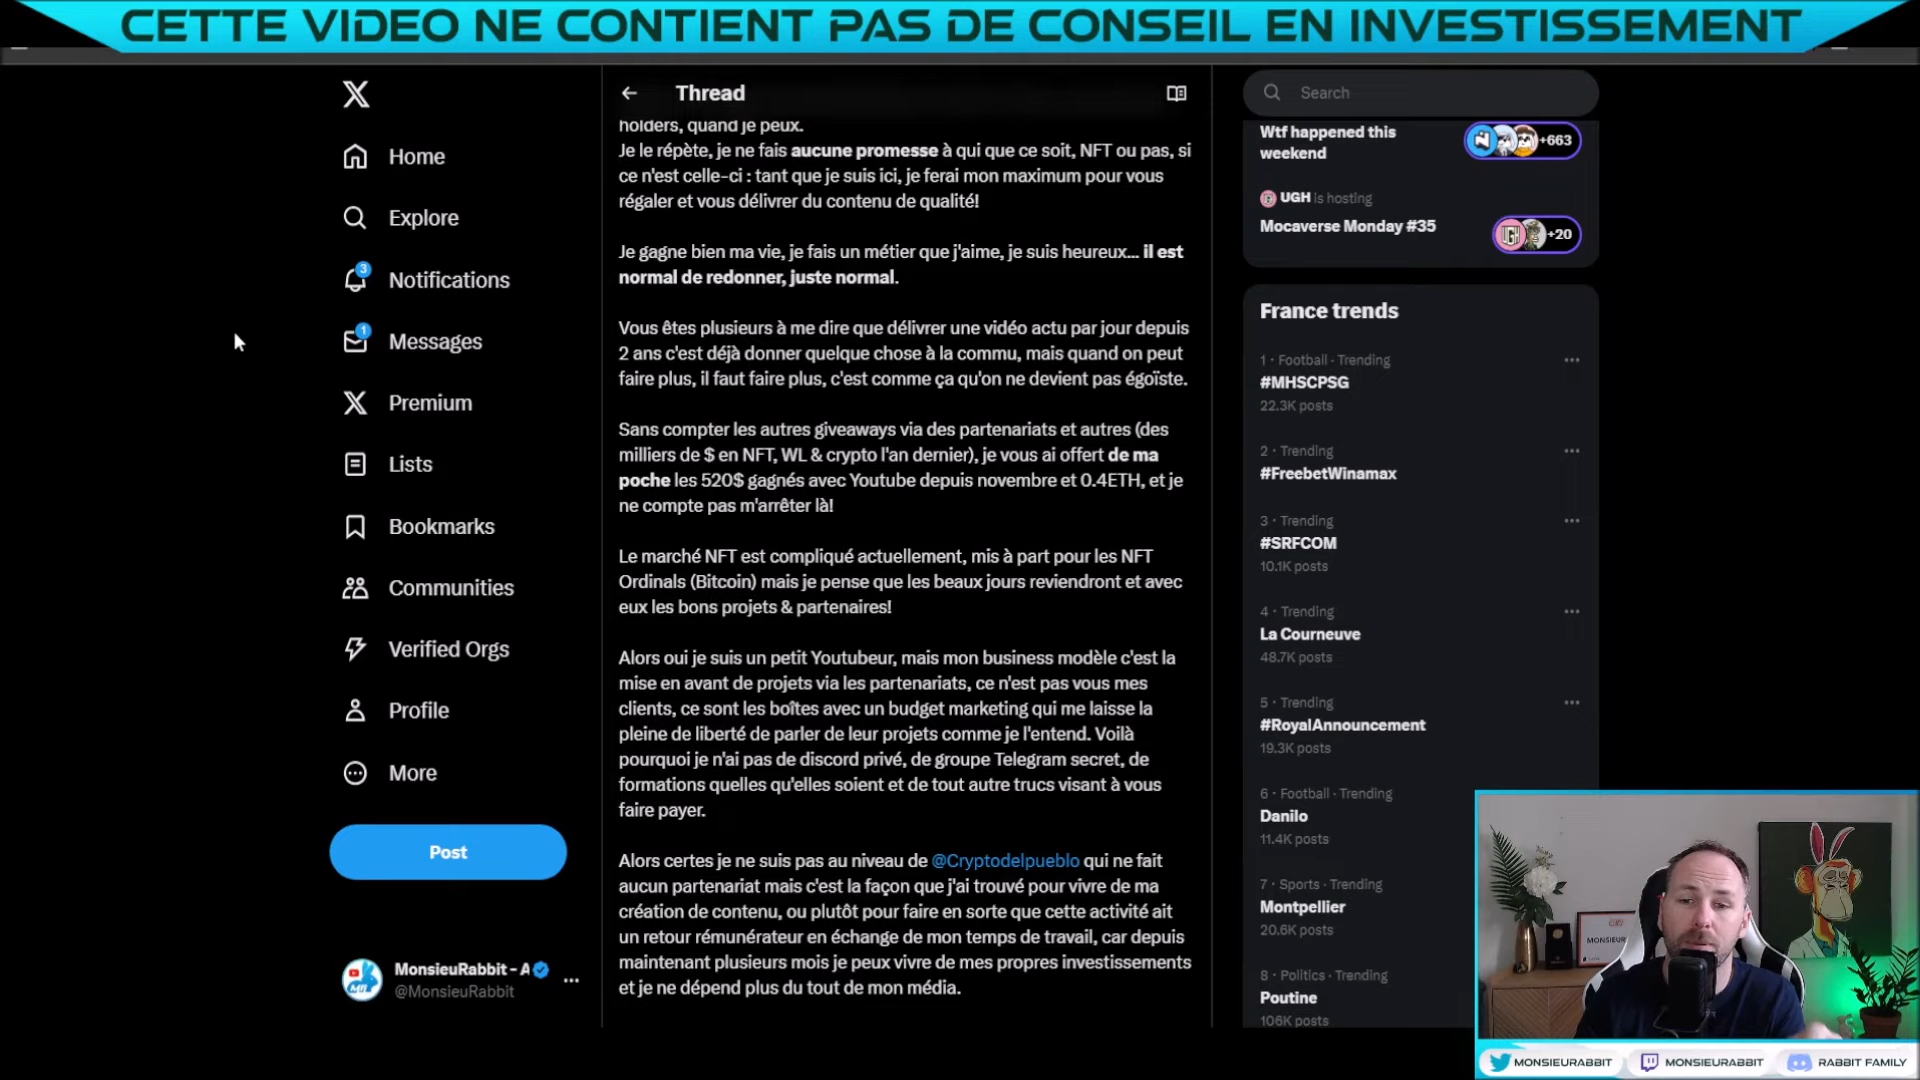 CETTE VIDEO NE CONTIENT PAS DE CONSEIL EN INVESTISSEMENT
Home
Explore
3
Notifications
1
Messages
Premium
Lists
Bookmarks
Communities
Verified Orgs
Profile
More
Post
MonsieuRabbit - A
@MonsieuRabbit
Thread
holders, quand je peux.
Je le répète, je ne fais aucune promesse à qui que ce soit, NFT ou pas, si
ce n'est celle-ci : tant que je suis ici, je ferai mon maximum pour vous
régaler et vous délivrer du contenu de qualité!
Je gagne bien ma vie, je fais un métier que j'aime, je suis heureux... il est
normal de redonner, juste normal.
Vous êtes plusieurs à me dire que délivrer une vidéo actu par jour depuis
2 ans c'est déjà donner quelque chose à la commu, mais quand on peut
faire plus, il faut faire plus, c'est comme ça qu'on ne devient pas égoïste.
Sans compter les autres giveaways via des partenariats et autres (des
milliers de $ en NFT, WL & crypto l'an dernier), je vous ai offert de ma
poche les 520$ gagnés avec Youtube depuis novembre et 0.4ETH, et je
ne compte pas m'arrêter là!
Le marché NFT est compliqué actuellement, mis à part pour les NFT
Ordinals (Bitcoin) mais je pense que les beaux jours reviendront et avec
eux les bons projets & partenaires!
Alors oui je suis un petit Youtubeur, mais mon business modèle c'est la
mise en avant de projets via les partenariats, ce n'est pas vous mes
clients, ce sont les boîtes avec un budget marketing qui me laisse la
pleine de liberté de parler de leur projets comme je l'entend. Voilà
pourquoi je n'ai pas de discord privé, de groupe Telegram secret, de
formations quelles qu'elles soient et de tout autre trucs visant à vous
faire payer.
Alors certes je ne suis pas au niveau de @Cryptodelpueblo qui ne fait
aucun partenariat mais c'est la façon que j'ai trouvé pour vivre de ma
création de contenu, ou plutôt pour faire en sorte que cette activité ait
un retour rémunérateur en échange de mon temps de travail, car depuis
maintenant plusieurs mois je peux vivre de mes propres investissements
et je ne dépend plus du tout de mon média.
Search
Wtf happened this
weekend
+663
UGH is hosting
Mocaverse Monday #35
UGH +20
France trends
1 · Football · Trending
#MHSCPSG
22.3K posts
2 · Trending
#FreebetWinamax
3 · Trending
#SRFCOM
10.1K posts
4 · Trending
La Courneuve
48.7K posts
5 · Trending
#RoyalAnnouncement
19.3K posts
6 · Football · Trending
Danilo
11.4K posts
7 · Sports · Trending
Montpellier
20.6K posts
8 · Politics · Trending
Poutine
106K posts
MONSIEUR
MONSIEURABBIT
MONSIEURABBIT
RABBIT FAMILY